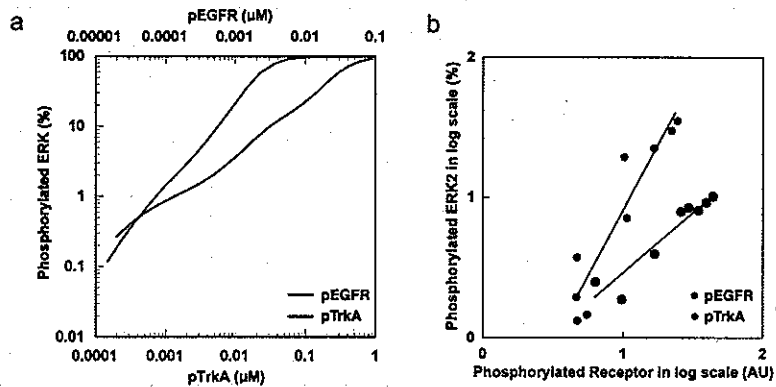 a
pEGFR (µM)
0.00001 0.0001 0.001 0.01 0.1
Phosphorylated ERK (%)
100
10
1
0.1
0.01
pEGFR
pTrkA
0.0001 0.001 0.01 0.1 1
pTrkA (µM)
b
Phosphorylated ERK2 in log scale (%)
2
1
0
pEGFR
pTrkA
0 1 2
Phosphorylated Receptor in log scale (AU)